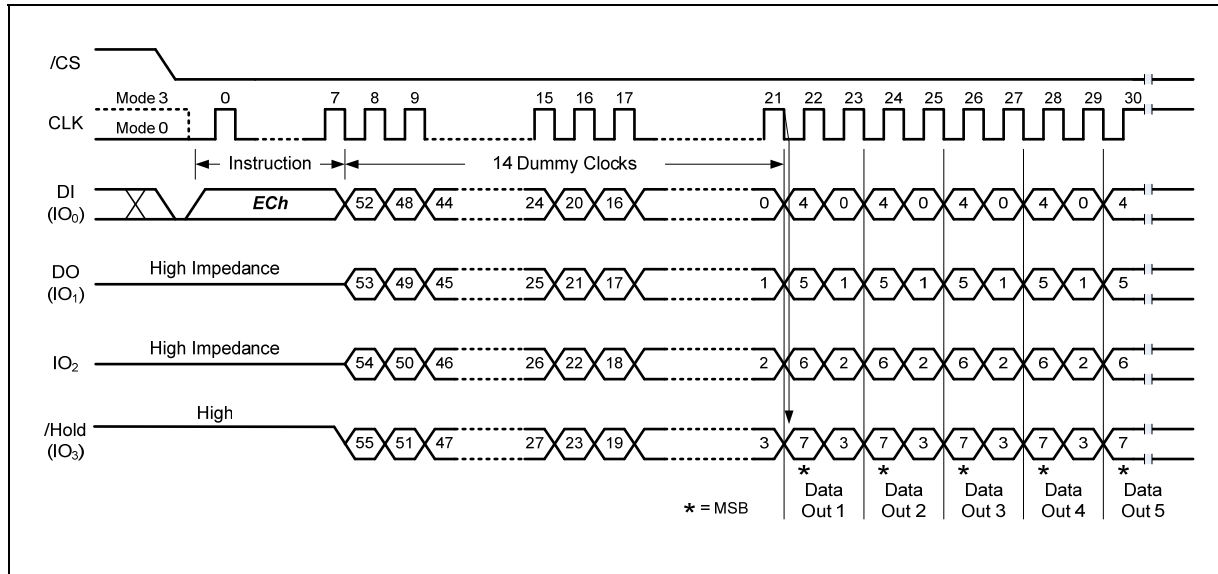 /CS
Mode 3 0 7 8 9 15 16 17 21 22 23 24 25 26 27 28 29 30
CLK
Mode 0
Instruction 14 Dummy Clocks
DI
(IO0)
ECh 52 48 44 24 20 16 0 4 0 4 0 4 0 4 0 4
DO
(IO1)
High Impedance 53 49 45 25 21 17 1 5 1 5 1 5 1 5 1 5
IO2
High Impedance 54 50 46 26 22 18 2 6 2 6 2 6 2 6 2 6
/Hold
(IO3)
High 55 51 47 27 23 19 3 7 3 7 3 7 3 7 3 7
* * * * *
* = MSB
Data Out 1
Data Out 2
Data Out 3
Data Out 4
Data Out 5